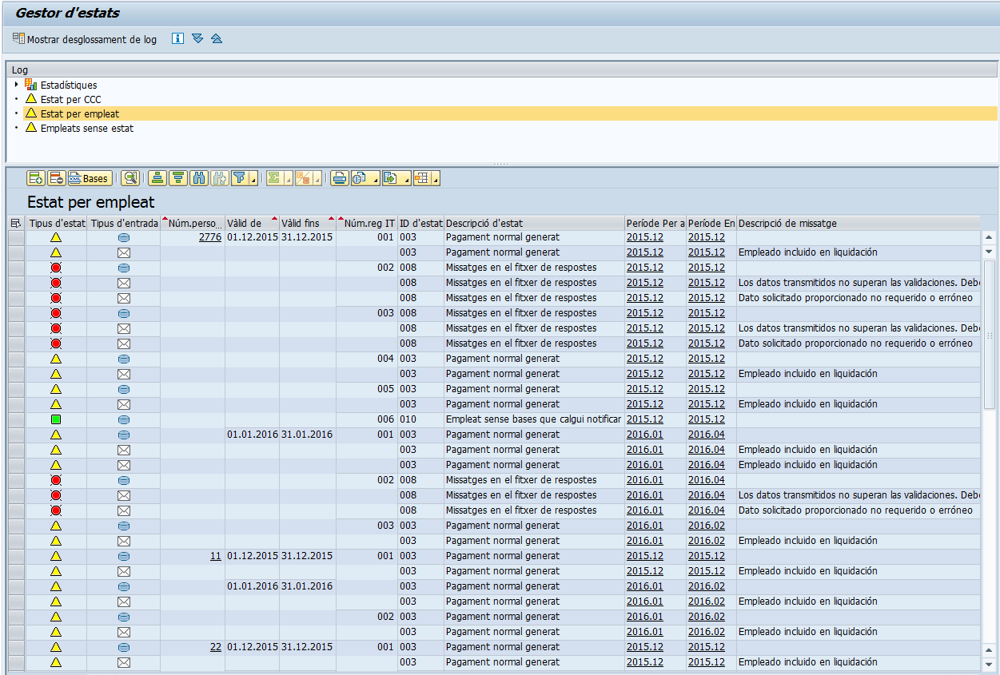 Gestor d'estats
Mostrar desglossament de log
Log
Estadístiques
Estat per CCC
Estat per empleat
Empleats sense estat
XML Bases
Estat per empleat
Tipus d'estat Tipus d'entrada Núm.perso... Vàlid de Vàlid fins Núm.reg IT ID d'estat Descripció d'estat Període Per a Període En Descripció de missatge
2776 01.12.2015 31.12.2015 001 003 Pagament normal generat 2015.12 2015.12
003 Pagament normal generat 2015.12 2015.12 Empleado incluido en liquidación
002 008 Missatges en el fitxer de respostes 2015.12 2015.12
008 Missatges en el fitxer de respostes 2015.12 2015.12 Los datos transmitidos no superan las validaciones. Debe
008 Missatges en el fitxer de respostes 2015.12 2015.12 Dato solicitado proporcionado no requerido o erróneo
003 008 Missatges en el fitxer de respostes 2015.12 2015.12
008 Missatges en el fitxer de respostes 2015.12 2015.12 Los datos transmitidos no superan las validaciones. Debe
008 Missatges en el fitxer de respostes 2015.12 2015.12 Dato solicitado proporcionado no requerido o erróneo
004 003 Pagament normal generat 2015.12 2015.12
003 Pagament normal generat 2015.12 2015.12 Empleado incluido en liquidación
005 003 Pagament normal generat 2015.12 2015.12
003 Pagament normal generat 2015.12 2015.12 Empleado incluido en liquidación
006 010 Empleat sense bases que calgui notificar 2015.12 2015.12
01.01.2016 31.01.2016 001 003 Pagament normal generat 2016.01 2016.04
003 Pagament normal generat 2016.01 2016.04 Empleado incluido en liquidación
003 Pagament normal generat 2016.01 2016.04 Empleado incluido en liquidación
002 008 Missatges en el fitxer de respostes 2016.01 2016.04
008 Missatges en el fitxer de respostes 2016.01 2016.04 Los datos transmitidos no superan las validaciones. Debe
008 Missatges en el fitxer de respostes 2016.01 2016.04 Dato solicitado proporcionado no requerido o erróneo
003 003 Pagament normal generat 2016.01 2016.02
003 Pagament normal generat 2016.01 2016.02 Empleado incluido en liquidación
11 01.12.2015 31.12.2015 001 003 Pagament normal generat 2015.12 2015.12
003 Pagament normal generat 2015.12 2015.12 Empleado incluido en liquidación
01.01.2016 31.01.2016 003 Pagament normal generat 2016.01 2016.02
003 Pagament normal generat 2016.01 2016.02 Empleado incluido en liquidación
002 003 Pagament normal generat 2016.01 2016.02
003 Pagament normal generat 2016.01 2016.02 Empleado incluido en liquidación
22 01.12.2015 31.12.2015 001 003 Pagament normal generat 2015.12 2015.12
003 Pagament normal generat 2015.12 2015.12 Empleado incluido en liquidación